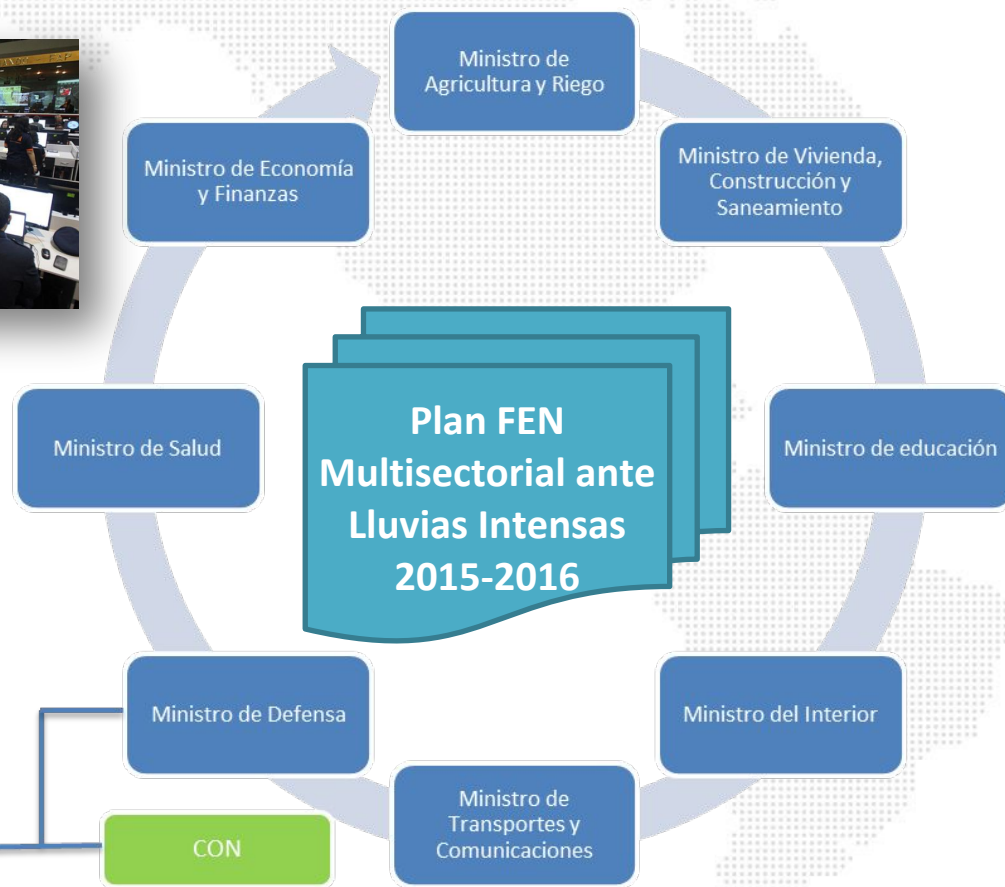 Ministro de
Agricultura y Riego
Ministro de Economía
y Finanzas
Ministro de Vivienda,
Construcción y
Saneamiento
Plan FEN
Multisectorial ante
Lluvias Intensas
2015-2016
Ministro de Salud
Ministro de educación
Ministro de Defensa
Ministro del Interior
Ministro de
Transportes y
Comunicaciones
CON